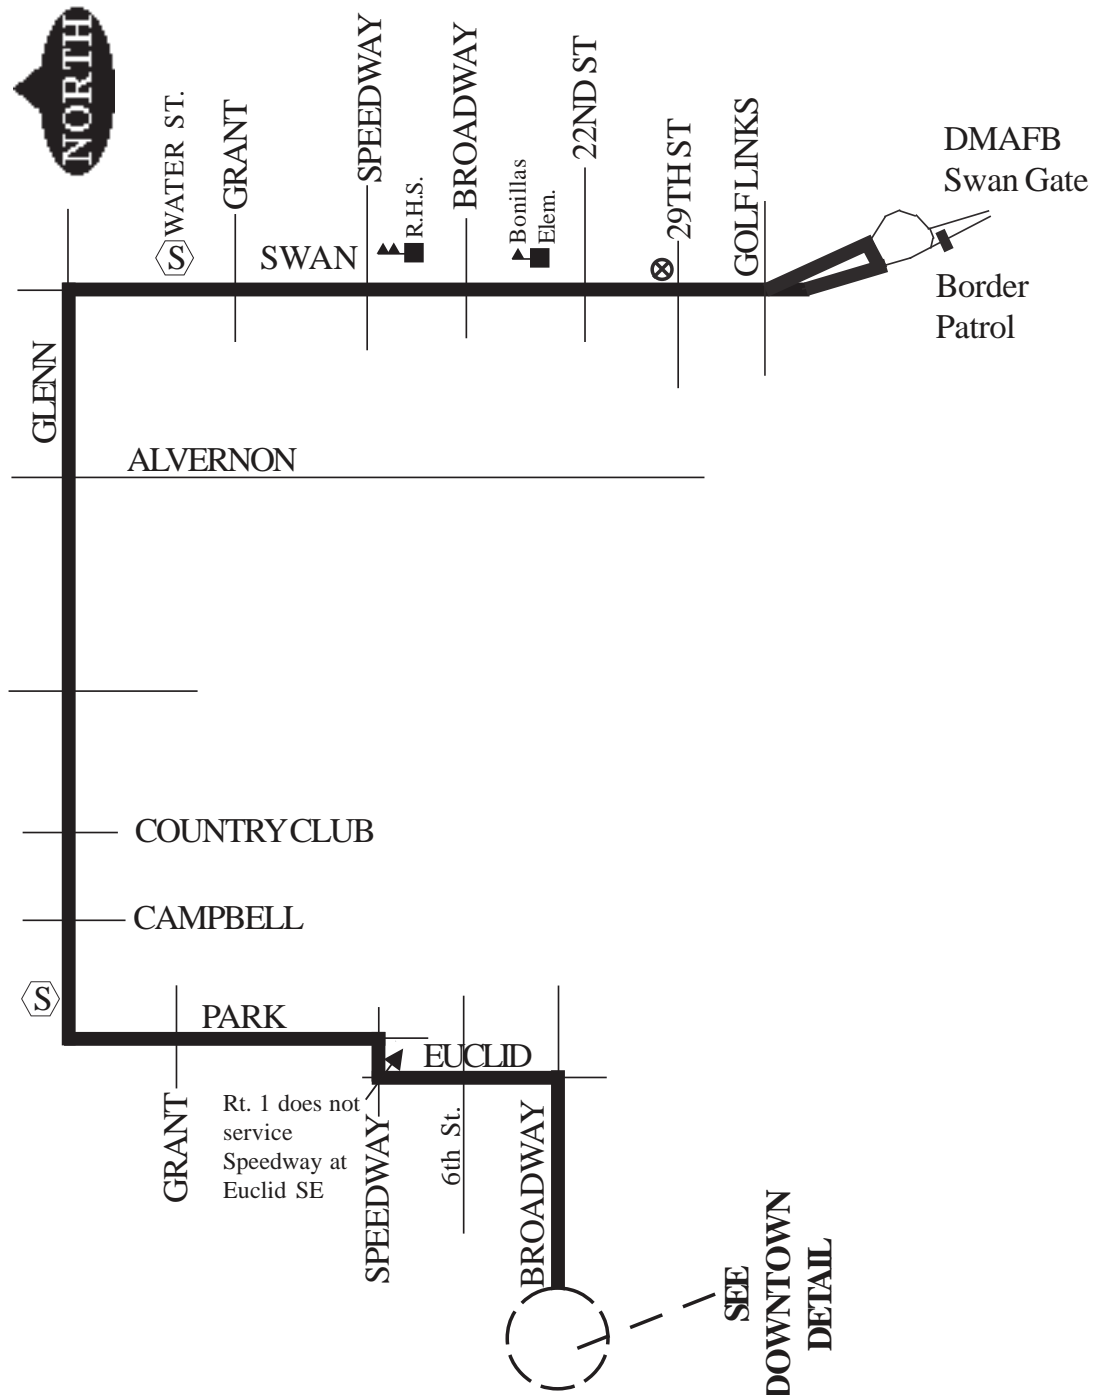 NORTH
WATER ST.
GRANT
SPEEDWAY
BROADWAY
22ND ST
29TH ST
GOLF LINKS
DMAFB
Swan Gate
R.H.S.
Bonillas
Elem.
S
SWAN
Border
Patrol
GLENN
ALVERNON
COUNTRY CLUB
CAMPBELL
S
PARK
EUCLID
GRANT
Rt. 1 does not
service
Speedway at
Euclid SE
SPEEDWAY
6th St.
BROADWAY
SEE
DOWNTOWN
DETAIL